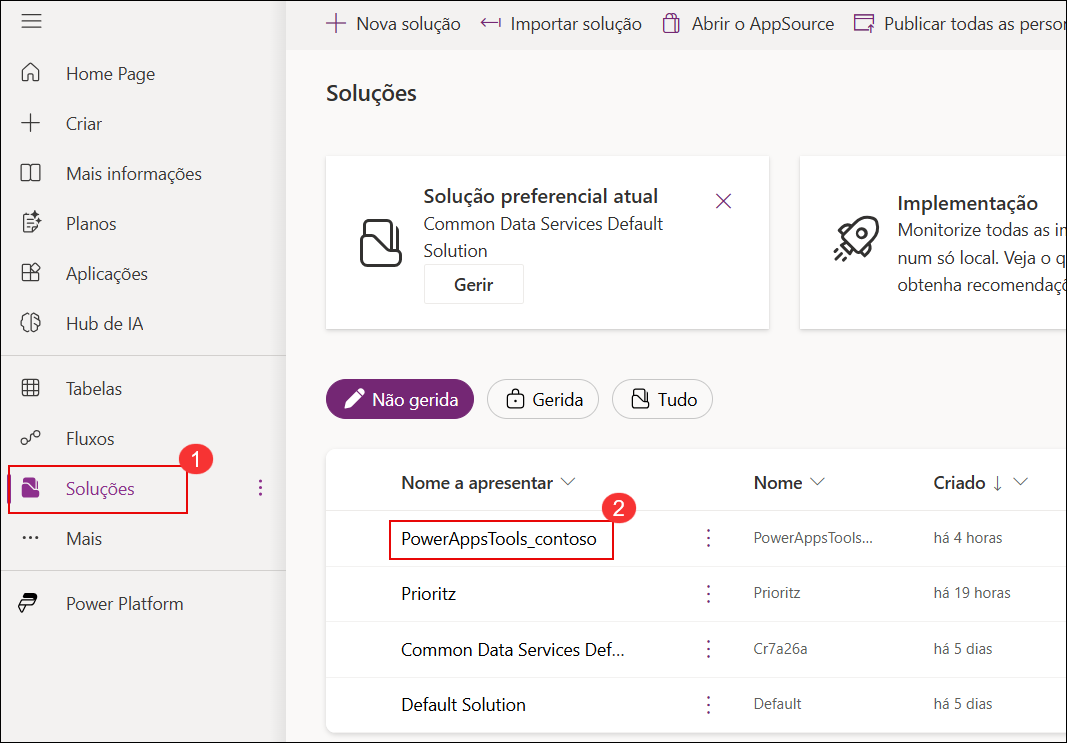 Nova solução
Importar solução
Abrir o AppSource
Publicar todas as perso
Home Page
Criar
Mais informações
Planos
Aplicações
Hub de IA
Tabelas
Fluxos
1
Soluções
Mais
Power Platform
Soluções
Solução preferencial atual
Common Data Services Default
Solution
Gerir
Implementação
Monitorize todas as in
num só local. Veja o q
obtenha recomendaçõ
Não gerida
Gerida
Tudo
Nome a apresentar
Nome
Criado
2
PowerAppsTools_contoso
PowerAppsTools...
há 4 horas
Prioritz
Prioritz
há 19 horas
Common Data Services Def...
Cr7a26a
há 5 dias
Default Solution
Default
há 5 dias